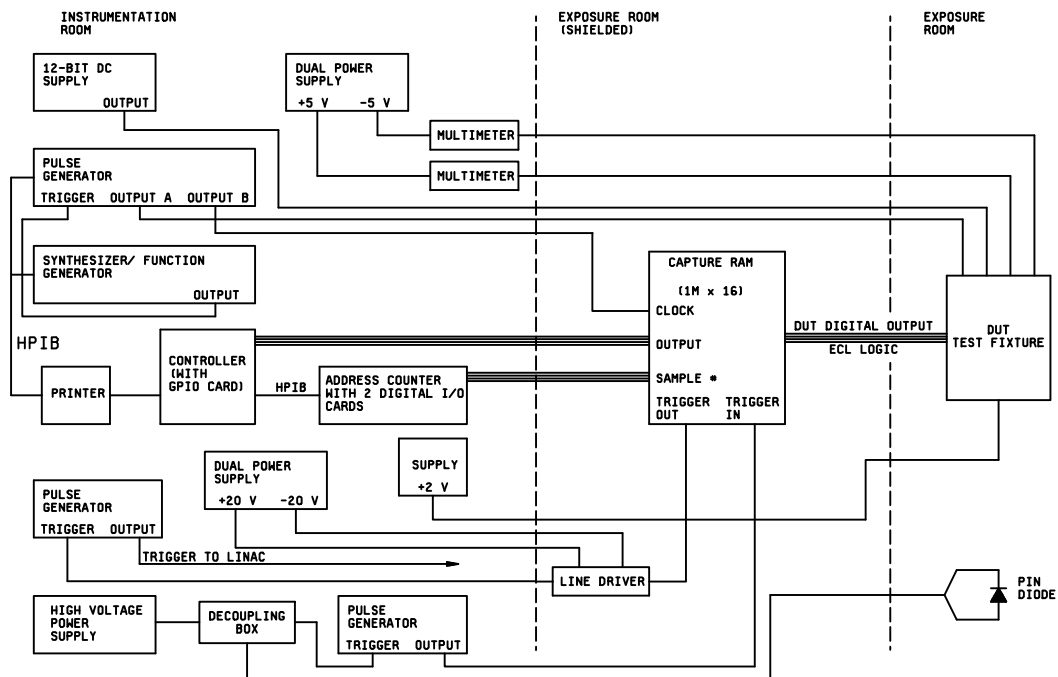 INSTRUMENTATION
ROOM
EXPOSURE ROOM
(SHIELDED)
EXPOSURE
ROOM
12-BIT DC
SUPPLY
OUTPUT
DUAL POWER
SUPPLY
+5 V -5 V
MULTIMETER
MULTIMETER
PULSE
GENERATOR
TRIGGER OUTPUT A OUTPUT B
SYNTHESIZER/ FUNCTION
GENERATOR
OUTPUT
HPIB
PRINTER
CONTROLLER
(WITH
GPIO CARD)
HPIB
ADDRESS COUNTER
WITH 2 DIGITAL I/O
CARDS
CAPTURE RAM
(1M x 16)
CLOCK
OUTPUT
SAMPLE #
TRIGGER
OUT
TRIGGER
IN
DUT DIGITAL OUTPUT
ECL LOGIC
DUT
TEST FIXTURE
DUAL POWER
SUPPLY
+20 V -20 V
SUPPLY
+2 V
PULSE
GENERATOR
TRIGGER OUTPUT
TRIGGER TO LINAC
LINE DRIVER
HIGH VOLTAGE
POWER
SUPPLY
DECOUPLING
BOX
PULSE
GENERATOR
TRIGGER OUTPUT
PIN
DIODE